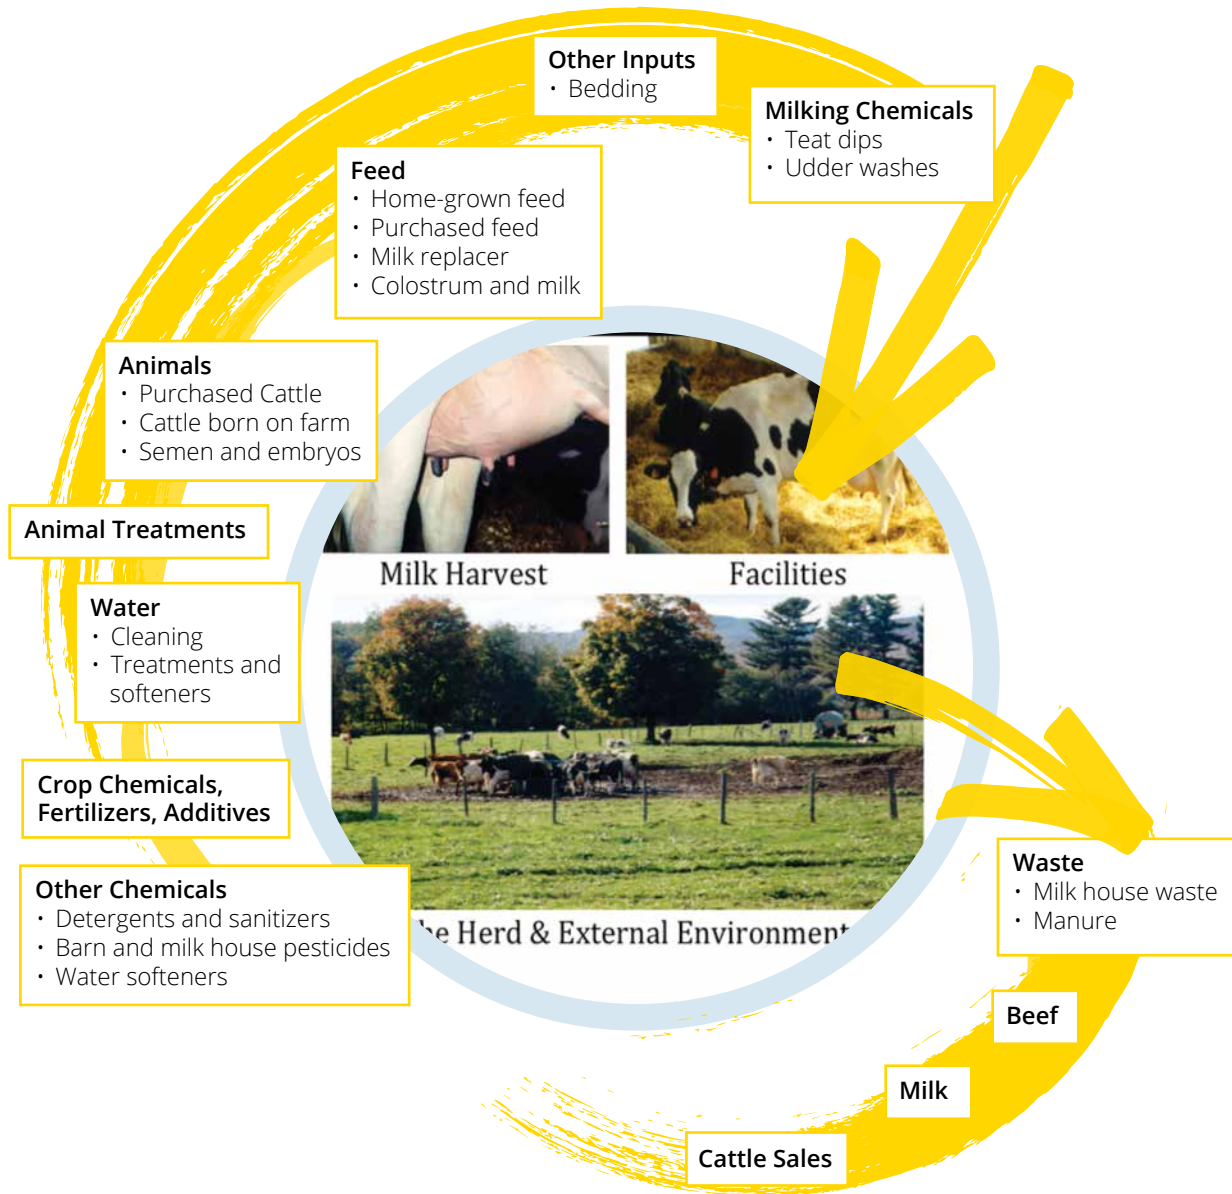 Other Inputs
• Bedding
Milking Chemicals
• Teat dips
• Udder washes
Feed
• Home-grown feed
• Purchased feed
• Milk replacer
• Colostrum and milk
Animals
• Purchased Cattle
• Cattle born on farm
• Semen and embryos
Animal Treatments
Water
• Cleaning
• Treatments and
softeners
Crop Chemicals,
Fertilizers, Additives
Other Chemicals
• Detergents and sanitizers
• Barn and milk house pesticides
• Water softeners
Milk Harvest
Facilities
he Herd & External Environment
Waste
• Milk house waste
• Manure
Beef
Milk
Cattle Sales